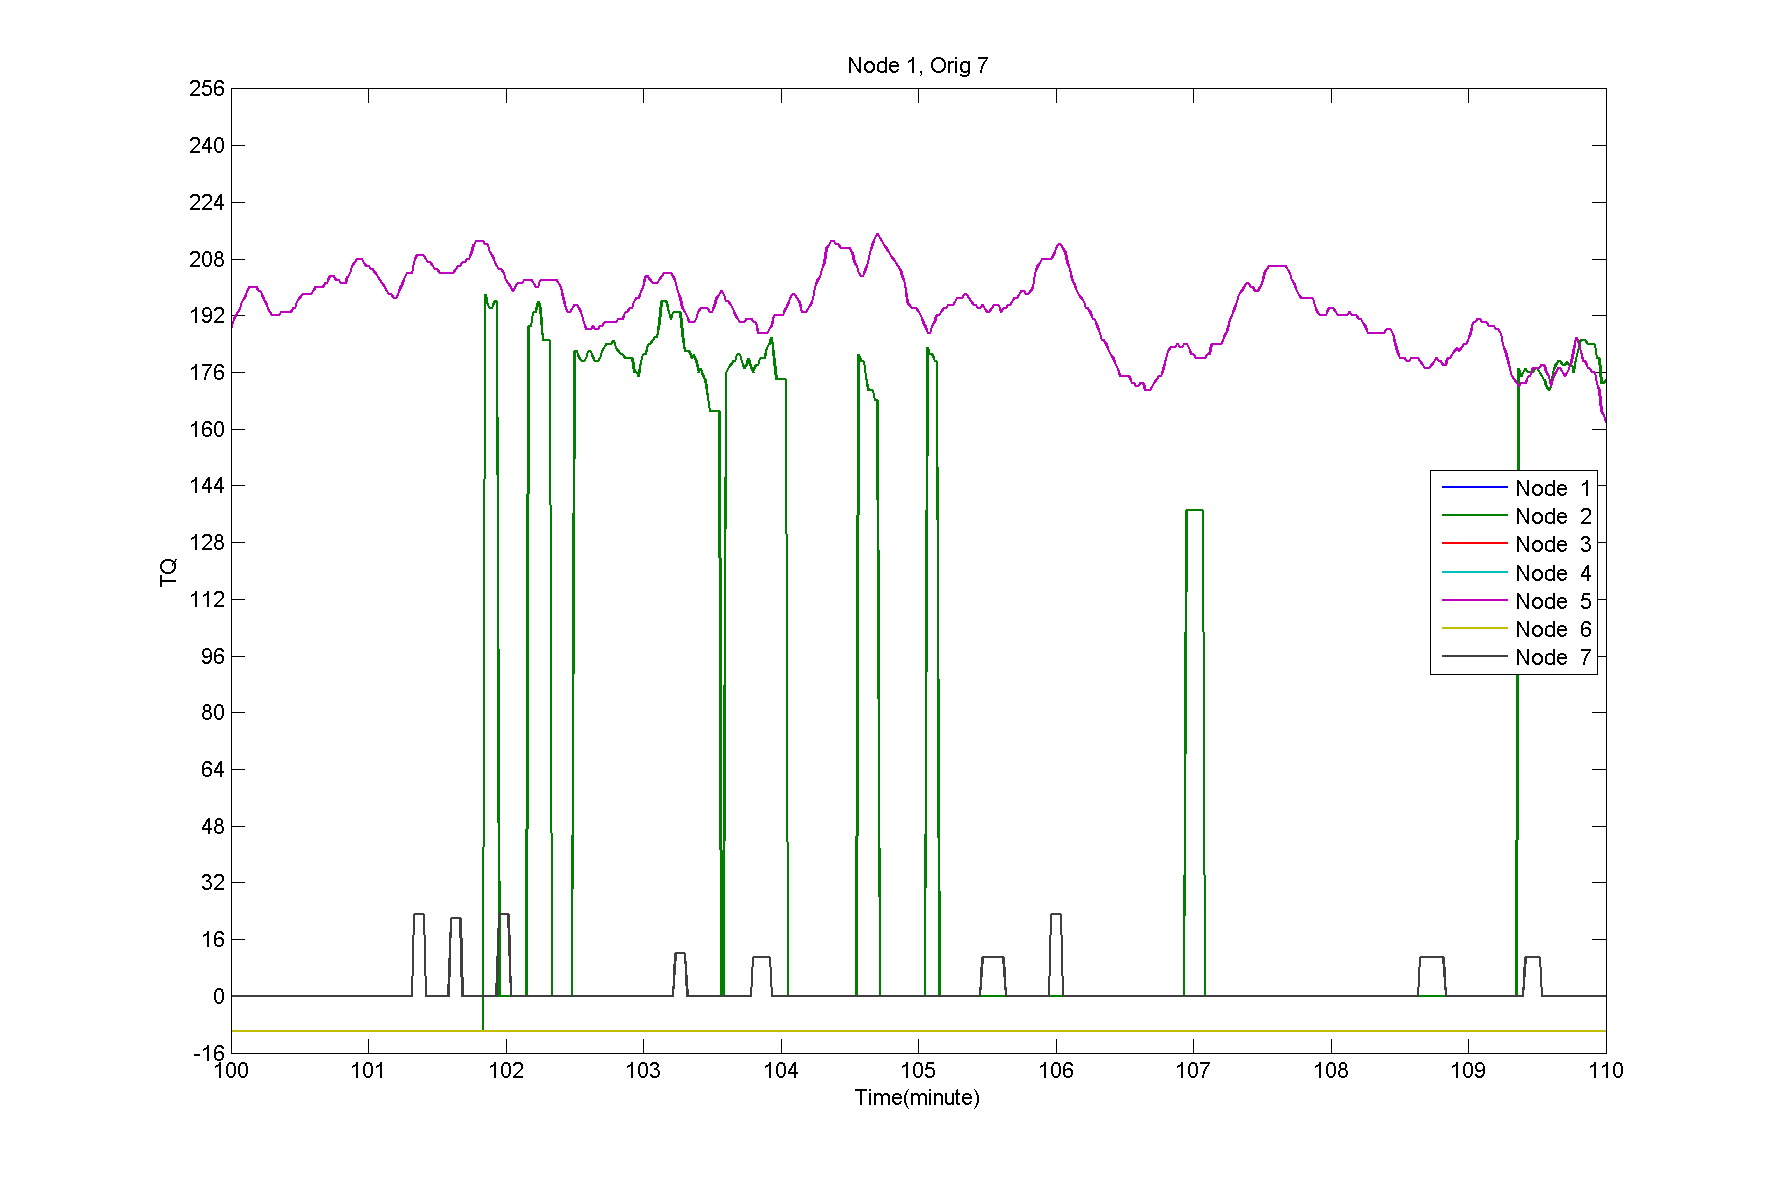 Node 1, Orig 7
256
240
224
208
192
176
160
144
128
112
96
80
64
48
32
16
0
-16
TQ
Node 1
Node 2
Node 3
Node 4
Node 5
Node 6
Node 7
100 101 102 103 104 105 106 107 108 109 110
Time(minute)